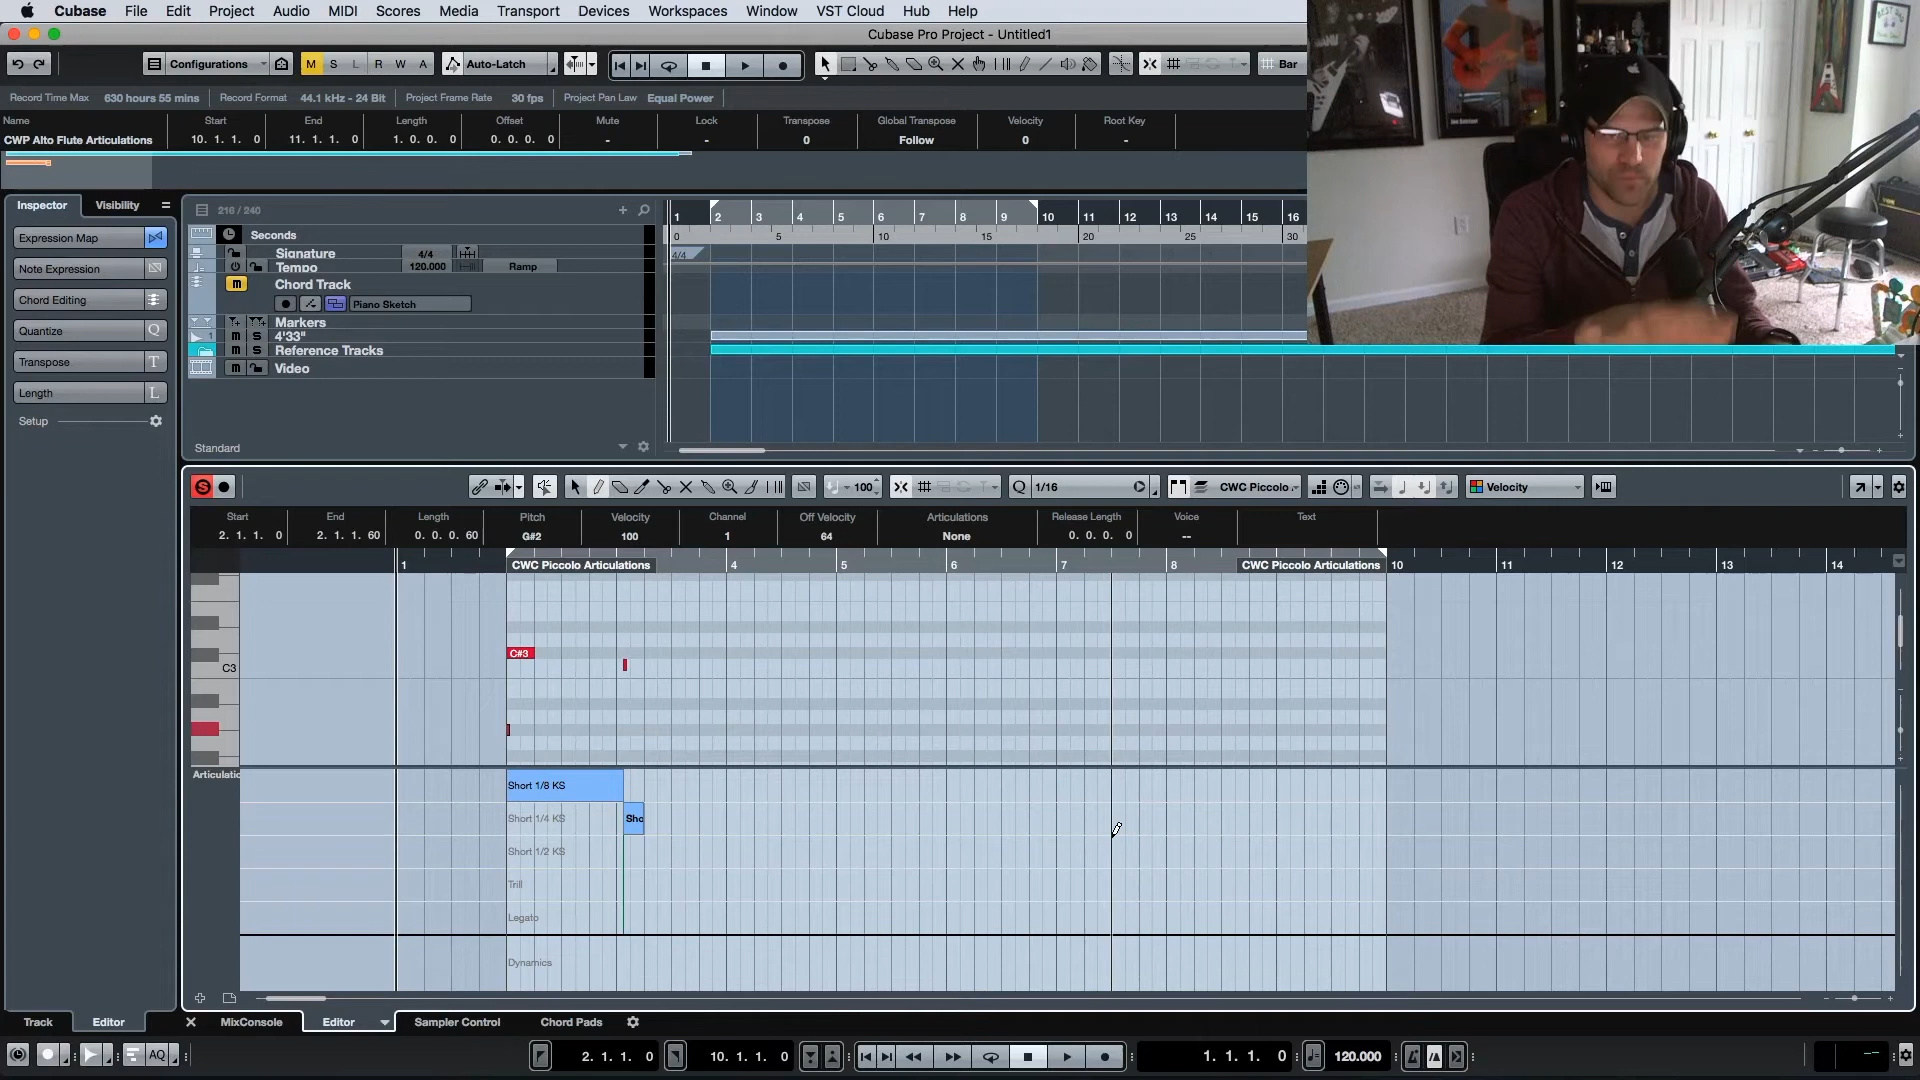 Cubase File Edit Project Audio MIDI Scores Media Transport Devices Workspaces Window VST Cloud Hub Help
Cubase Pro Project - Untitled1
Configurations M S L R W A Auto-Latch Bar
Record Time Max 630 hours 55 mins Record Format 44.1 kHz - 24 Bit Project Frame Rate 30 fps Project Pan Law Equal Power
Name Start End Length Offset Mute Lock Transpose Global Transpose Velocity Root Key
CWP Alto Flute Articulations 10. 1. 1. 0 11. 1. 1. 0 1. 0. 0. 0 0. 0. 0. 0 - - 0 Follow 0 -
Inspector Visibility
216 / 240
1 2 3 4 5 6 7 8 9 10 11 12 13 14 15 16
Expression Map
Seconds
0 5 10 15 20 25 30
Signature 4/4
4/4
Note Expression
Tempo 120.000 Ramp
m Chord Track
Chord Editing
Piano Sketch
Markers
Quantize Q
1 m S 4'33"
m S Reference Tracks
Transpose T
m Video
Length L
Setup
Standard
S 100 Q 1/16 CWC Piccolo Velocity
Start End Length Pitch Velocity Channel Off Velocity Articulations Release Length Voice Text
2. 1. 1. 0 2. 1. 1. 60 0. 0. 0. 60 G#2 100 1 64 None 0. 0. 0. 0 --
1 CWC Piccolo Articulations 4 5 6 7 8 CWC Piccolo Articulations 10 11 12 13 14
C#3
C3
Articulatio
Short 1/8 KS
Short 1/4 KS Sho
Short 1/2 KS
Trill
Legato
Dynamics
Track Editor MixConsole Editor Sampler Control Chord Pads
AQ 2. 1. 1. 0 10. 1. 1. 0 1. 1. 1. 0 120.000